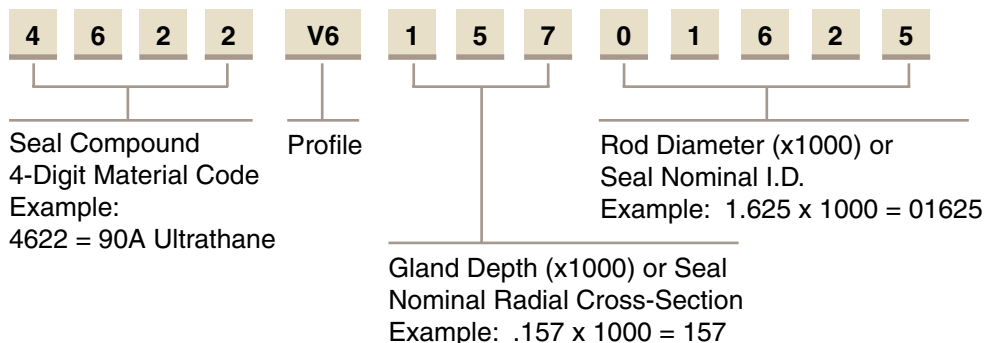 4 6 2 2 V6 1 5 7 0 1 6 2 5
Seal Compound
4-Digit Material Code
Example:
4622 = 90A Ultrathane
Profile
Gland Depth (x1000) or Seal
Nominal Radial Cross-Section
Example: .157 x 1000 = 157
Rod Diameter (x1000) or
Seal Nominal I.D.
Example: 1.625 x 1000 = 01625